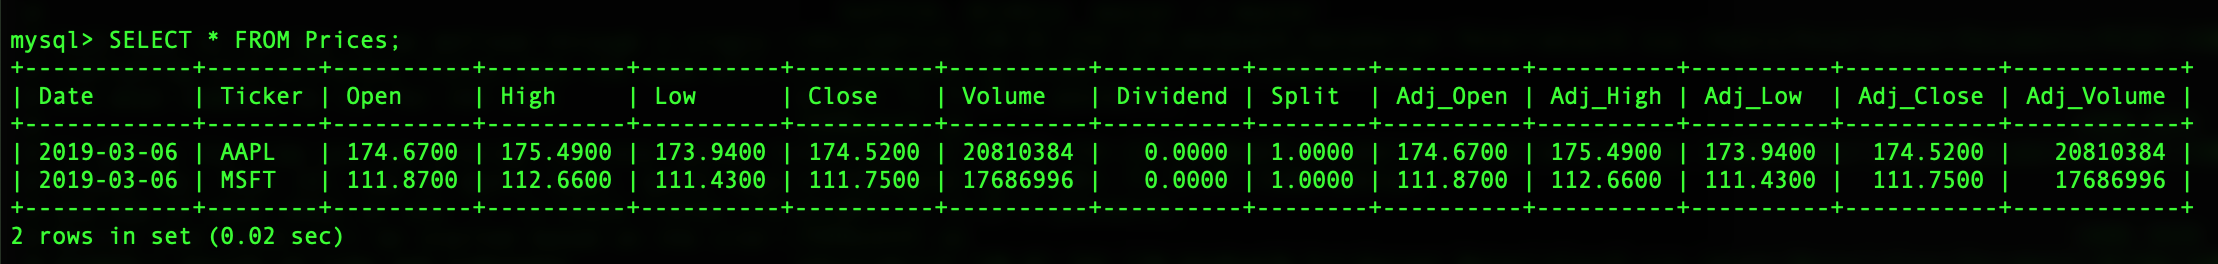 mysql> SELECT * FROM Prices;
+------------+--------+----------+----------+----------+----------+----------+----------+--------+----------+----------+----------+-----------+------------+
| Date       | Ticker | Open     | High     | Low      | Close    | Volume   | Dividend | Split  | Adj_Open | Adj_High | Adj_Low  | Adj_Close | Adj_Volume |
+------------+--------+----------+----------+----------+----------+----------+----------+--------+----------+----------+----------+-----------+------------+
| 2019-03-06 | AAPL   | 174.6700 | 175.4900 | 173.9400 | 174.5200 | 20810384 |   0.0000 | 1.0000 | 174.6700 | 175.4900 | 173.9400 |  174.5200 |   20810384 |
| 2019-03-06 | MSFT   | 111.8700 | 112.6600 | 111.4300 | 111.7500 | 17686996 |   0.0000 | 1.0000 | 111.8700 | 112.6600 | 111.4300 |  111.7500 |   17686996 |
+------------+--------+----------+----------+----------+----------+----------+----------+--------+----------+----------+----------+-----------+------------+
2 rows in set (0.02 sec)